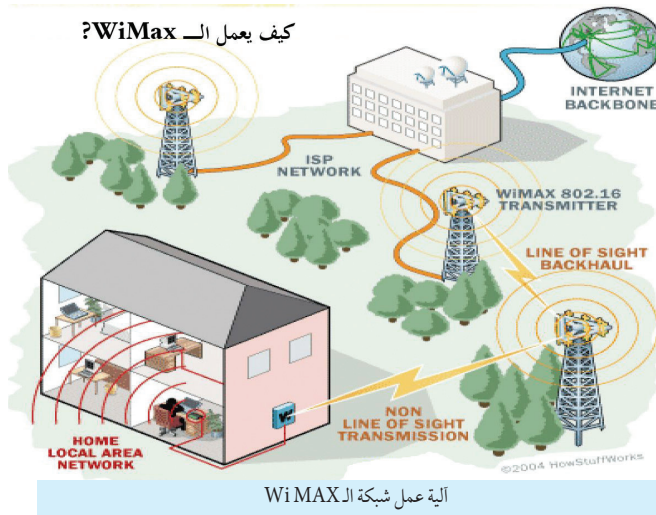 كيف يعمل الـــ WiMax?
INTERNET
BACKBONE
ISP
NETWORK
WiMAX 802.16
TRANSMITTER
LINE OF SIGHT
BACKHAUL
NON
LINE OF SIGHT
TRANSMISSION
HOME
LOCAL AREA
NETWORK
©2004 HowStuffWorks
آلية عمل شبكة الـ Wi MAX